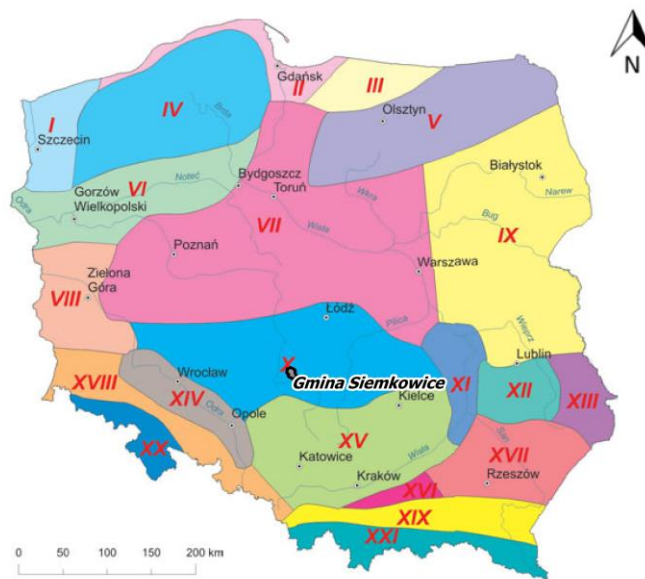 N
Gdańsk
II
III
I
IV
Brda
Olsztyn
V
Szczecin
Białystok
VI
Noteć
Bydgoszcz
Toruń
Wkra
Narew
Odra
Gorzów
Wielkopolski
VII
Wisła
Bug
IX
Poznań
Warszawa
VIII
Zielona
Góra
Łódź
Pilica
Wieprz
Lublin
X
Gmina Siemkowice
XI
XII
XIII
XVIII
Wrocław
XIV
Odra
Opole
Kielce
XX
XV
Katowice
Wisła
Kraków
San
XVII
Rzeszów
XVI
XIX
XXI
0 50 100 200 km